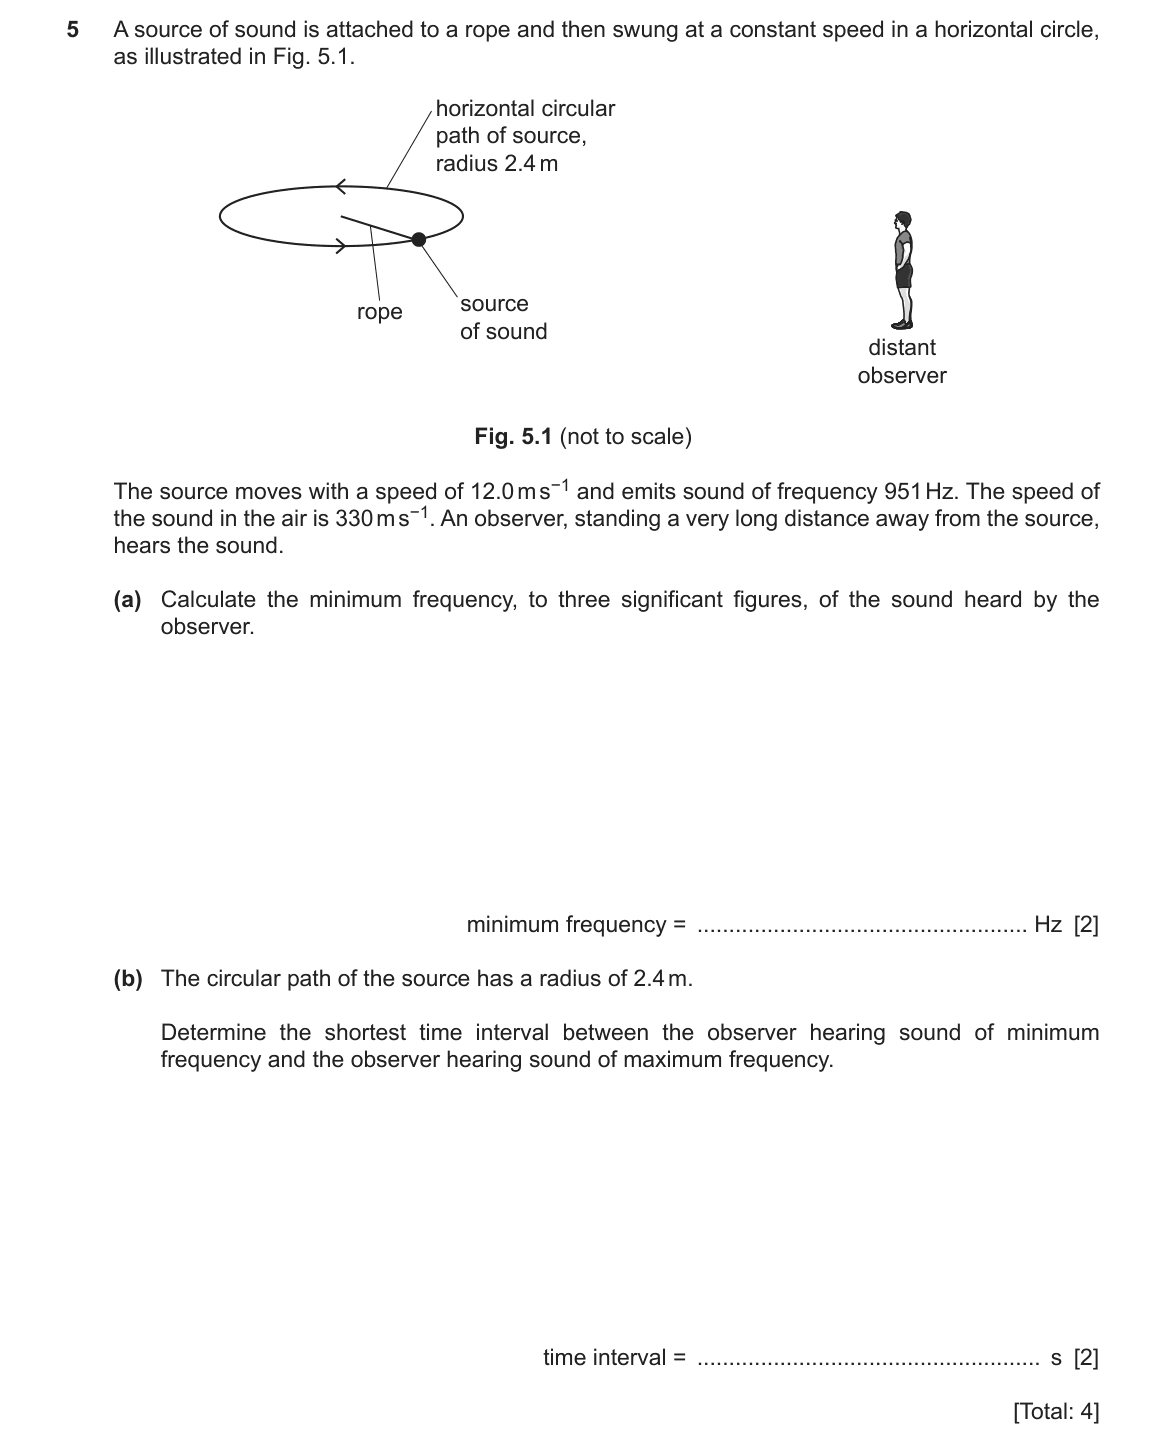 5 A source of sound is attached to a rope and then swung at a constant speed in a horizontal circle,
as illustrated in Fig. 5.1.
horizontal circular
path of source,
radius 2.4 m
rope
source
of sound
distant
observer
Fig. 5.1 (not to scale)
The source moves with a speed of 12.0 m s⁻¹ and emits sound of frequency 951 Hz. The speed of
the sound in the air is 330 m s⁻¹. An observer, standing a very long distance away from the source,
hears the sound.
(a) Calculate the minimum frequency, to three significant figures, of the sound heard by the
observer.
minimum frequency = .................................................... Hz [2]
(b) The circular path of the source has a radius of 2.4 m.
Determine the shortest time interval between the observer hearing sound of minimum
frequency and the observer hearing sound of maximum frequency.
time interval = ...................................................... s [2]
[Total: 4]